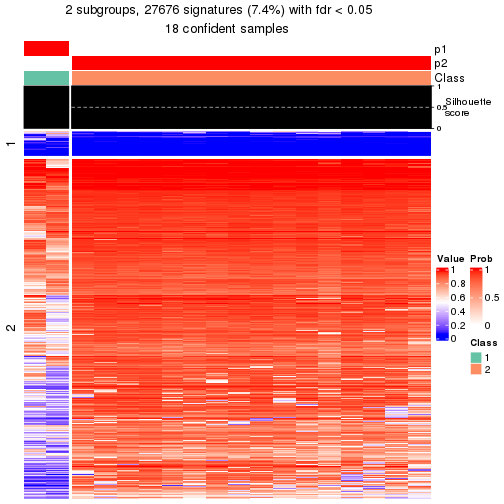 2 subgroups, 27676 signatures (7.4%) with fdr < 0.05
18 confident samples
p1
p2
Class
1
0.5
0
Silhouette
score
1
2
Value
1
0.8
0.6
0.4
0.2
0
Prob
1
0.5
0
Class
1
2